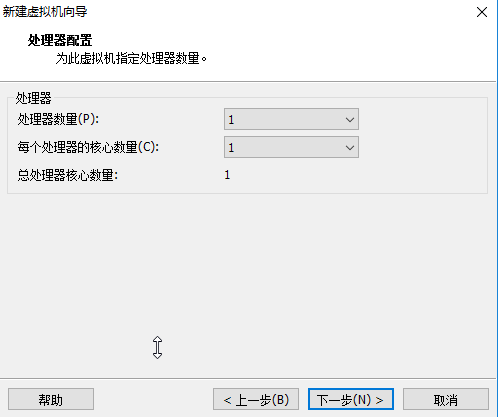 新建虚拟机向导
处理器配置
为此虚拟机指定处理器数量。
处理器
处理器数量(P): 1
每个处理器的核心数量(C): 1
总处理器核心数量: 1
帮助 < 上一步(B) 下一步(N) > 取消